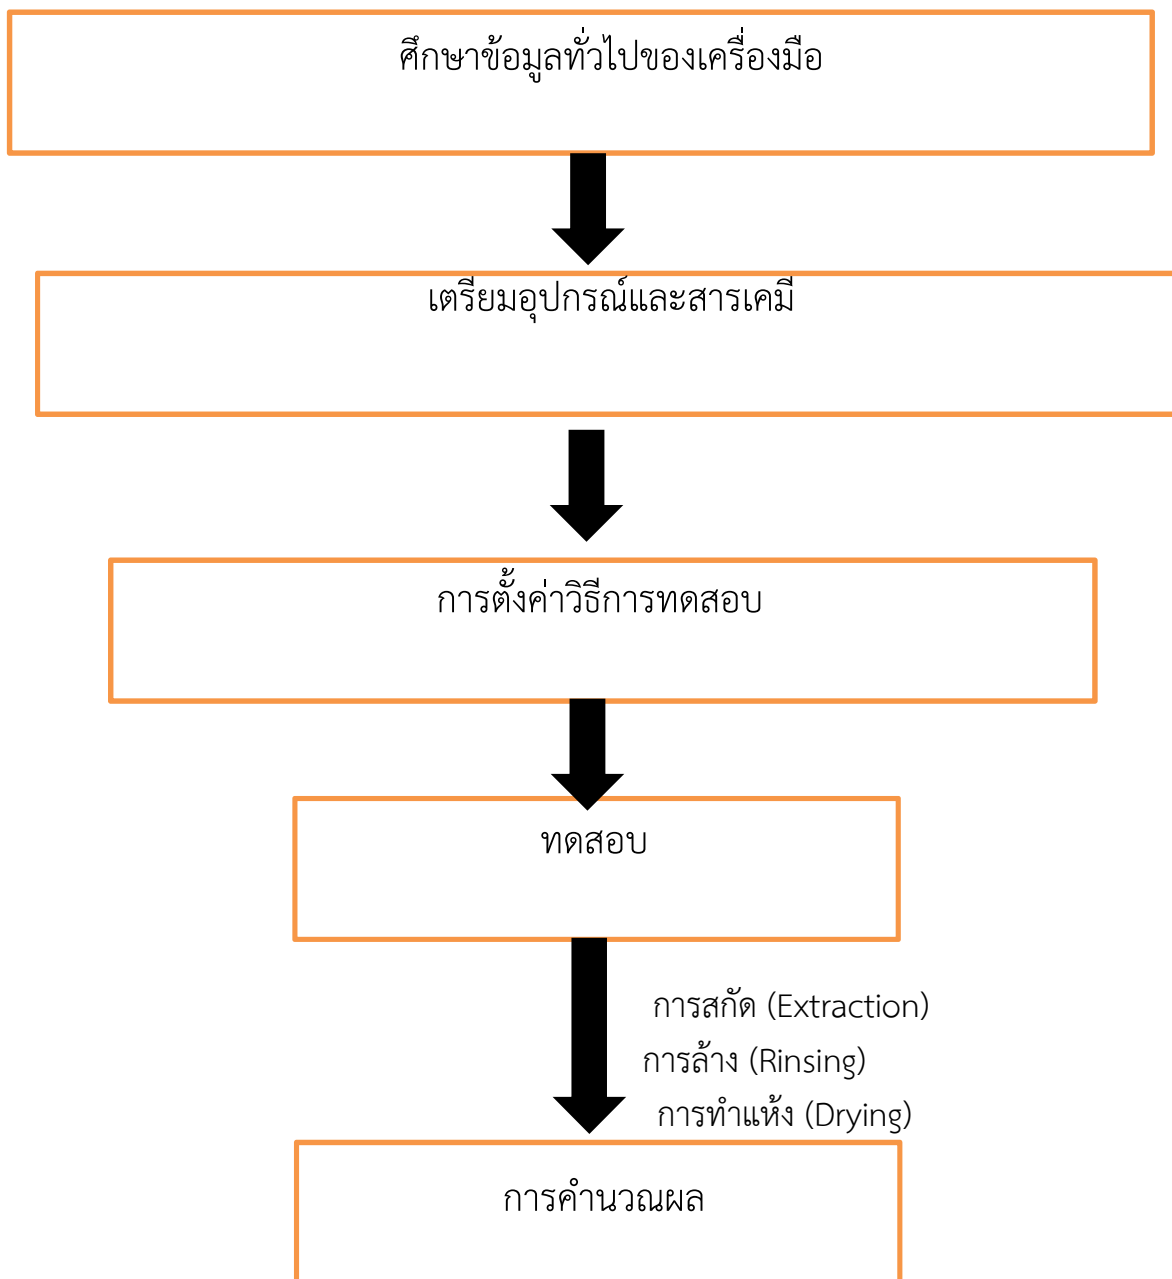 ศึกษาข้อมูลทั่วไปของเครื่องมือ
เตรียมอุปกรณ์และสารเคมี
การตั้งค่าวิธีการทดสอบ
ทดสอบ
การสกัด (Extraction)
การล้าง (Rinsing)
การทำแห้ง (Drying)
การคำนวณผล